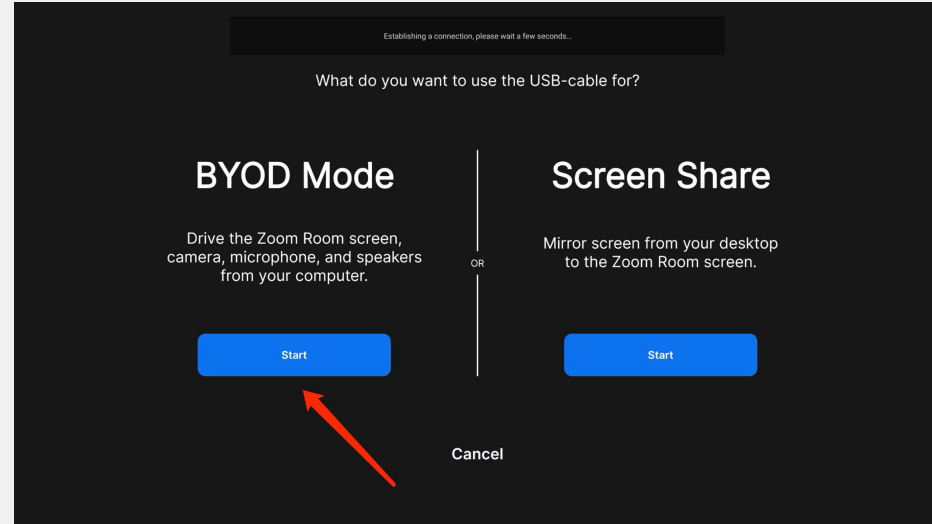 Establishing a connection, please wait a few seconds...
What do you want to use the USB-cable for?
BYOD Mode
Drive the Zoom Room screen,
camera, microphone, and speakers
from your computer.
Start
OR
Screen Share
Mirror screen from your desktop
to the Zoom Room screen.
Start
Cancel